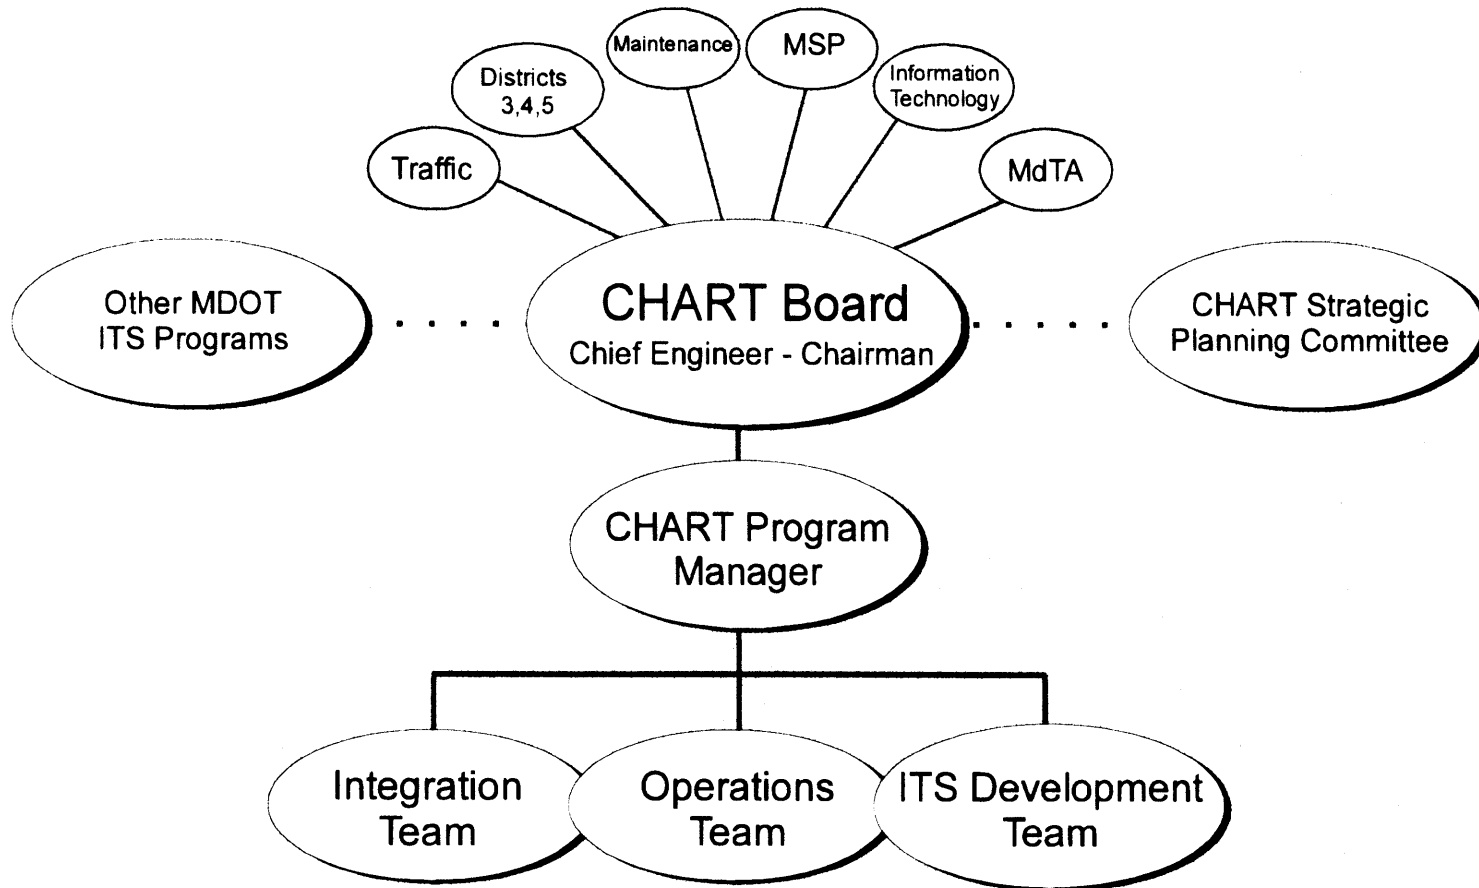 Maintenance
MSP
Districts
3,4,5
Information
Technology
Traffic
MdTA
Other MDOT
ITS Programs
CHART Board
Chief Engineer - Chairman
CHART Strategic
Planning Committee
CHART Program
Manager
Integration
Team
Operations
Team
ITS Development
Team